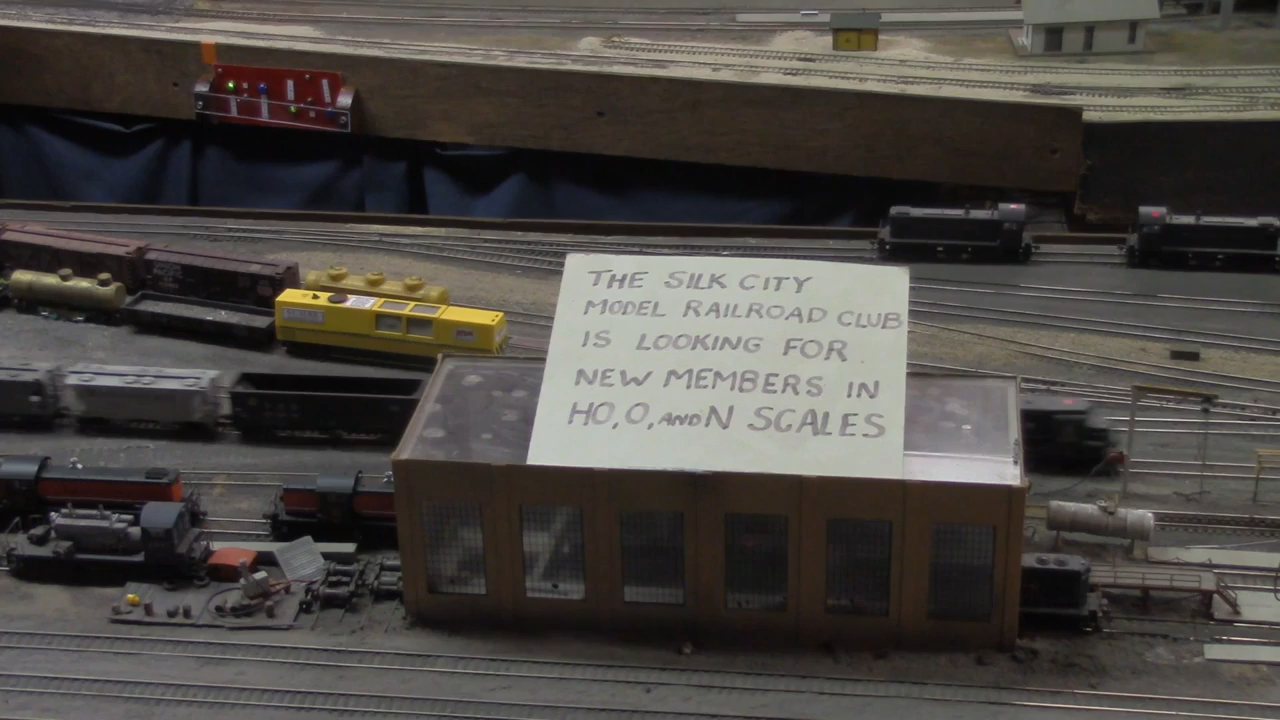 THE SILK CITY
MODEL RAILROAD CLUB
IS LOOKING FOR
NEW MEMBERS IN
HO, O, AND N SCALES